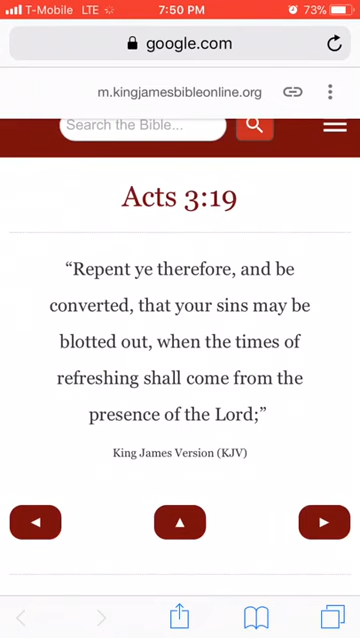 T-Mobile LTE 7:50 PM 73%
google.com
m.kingjamesbibleonline.org
Search the Bible...
Acts 3:19
“Repent ye therefore, and be
converted, that your sins may be
blotted out, when the times of
refreshing shall come from the
presence of the Lord;”
King James Version (KJV)